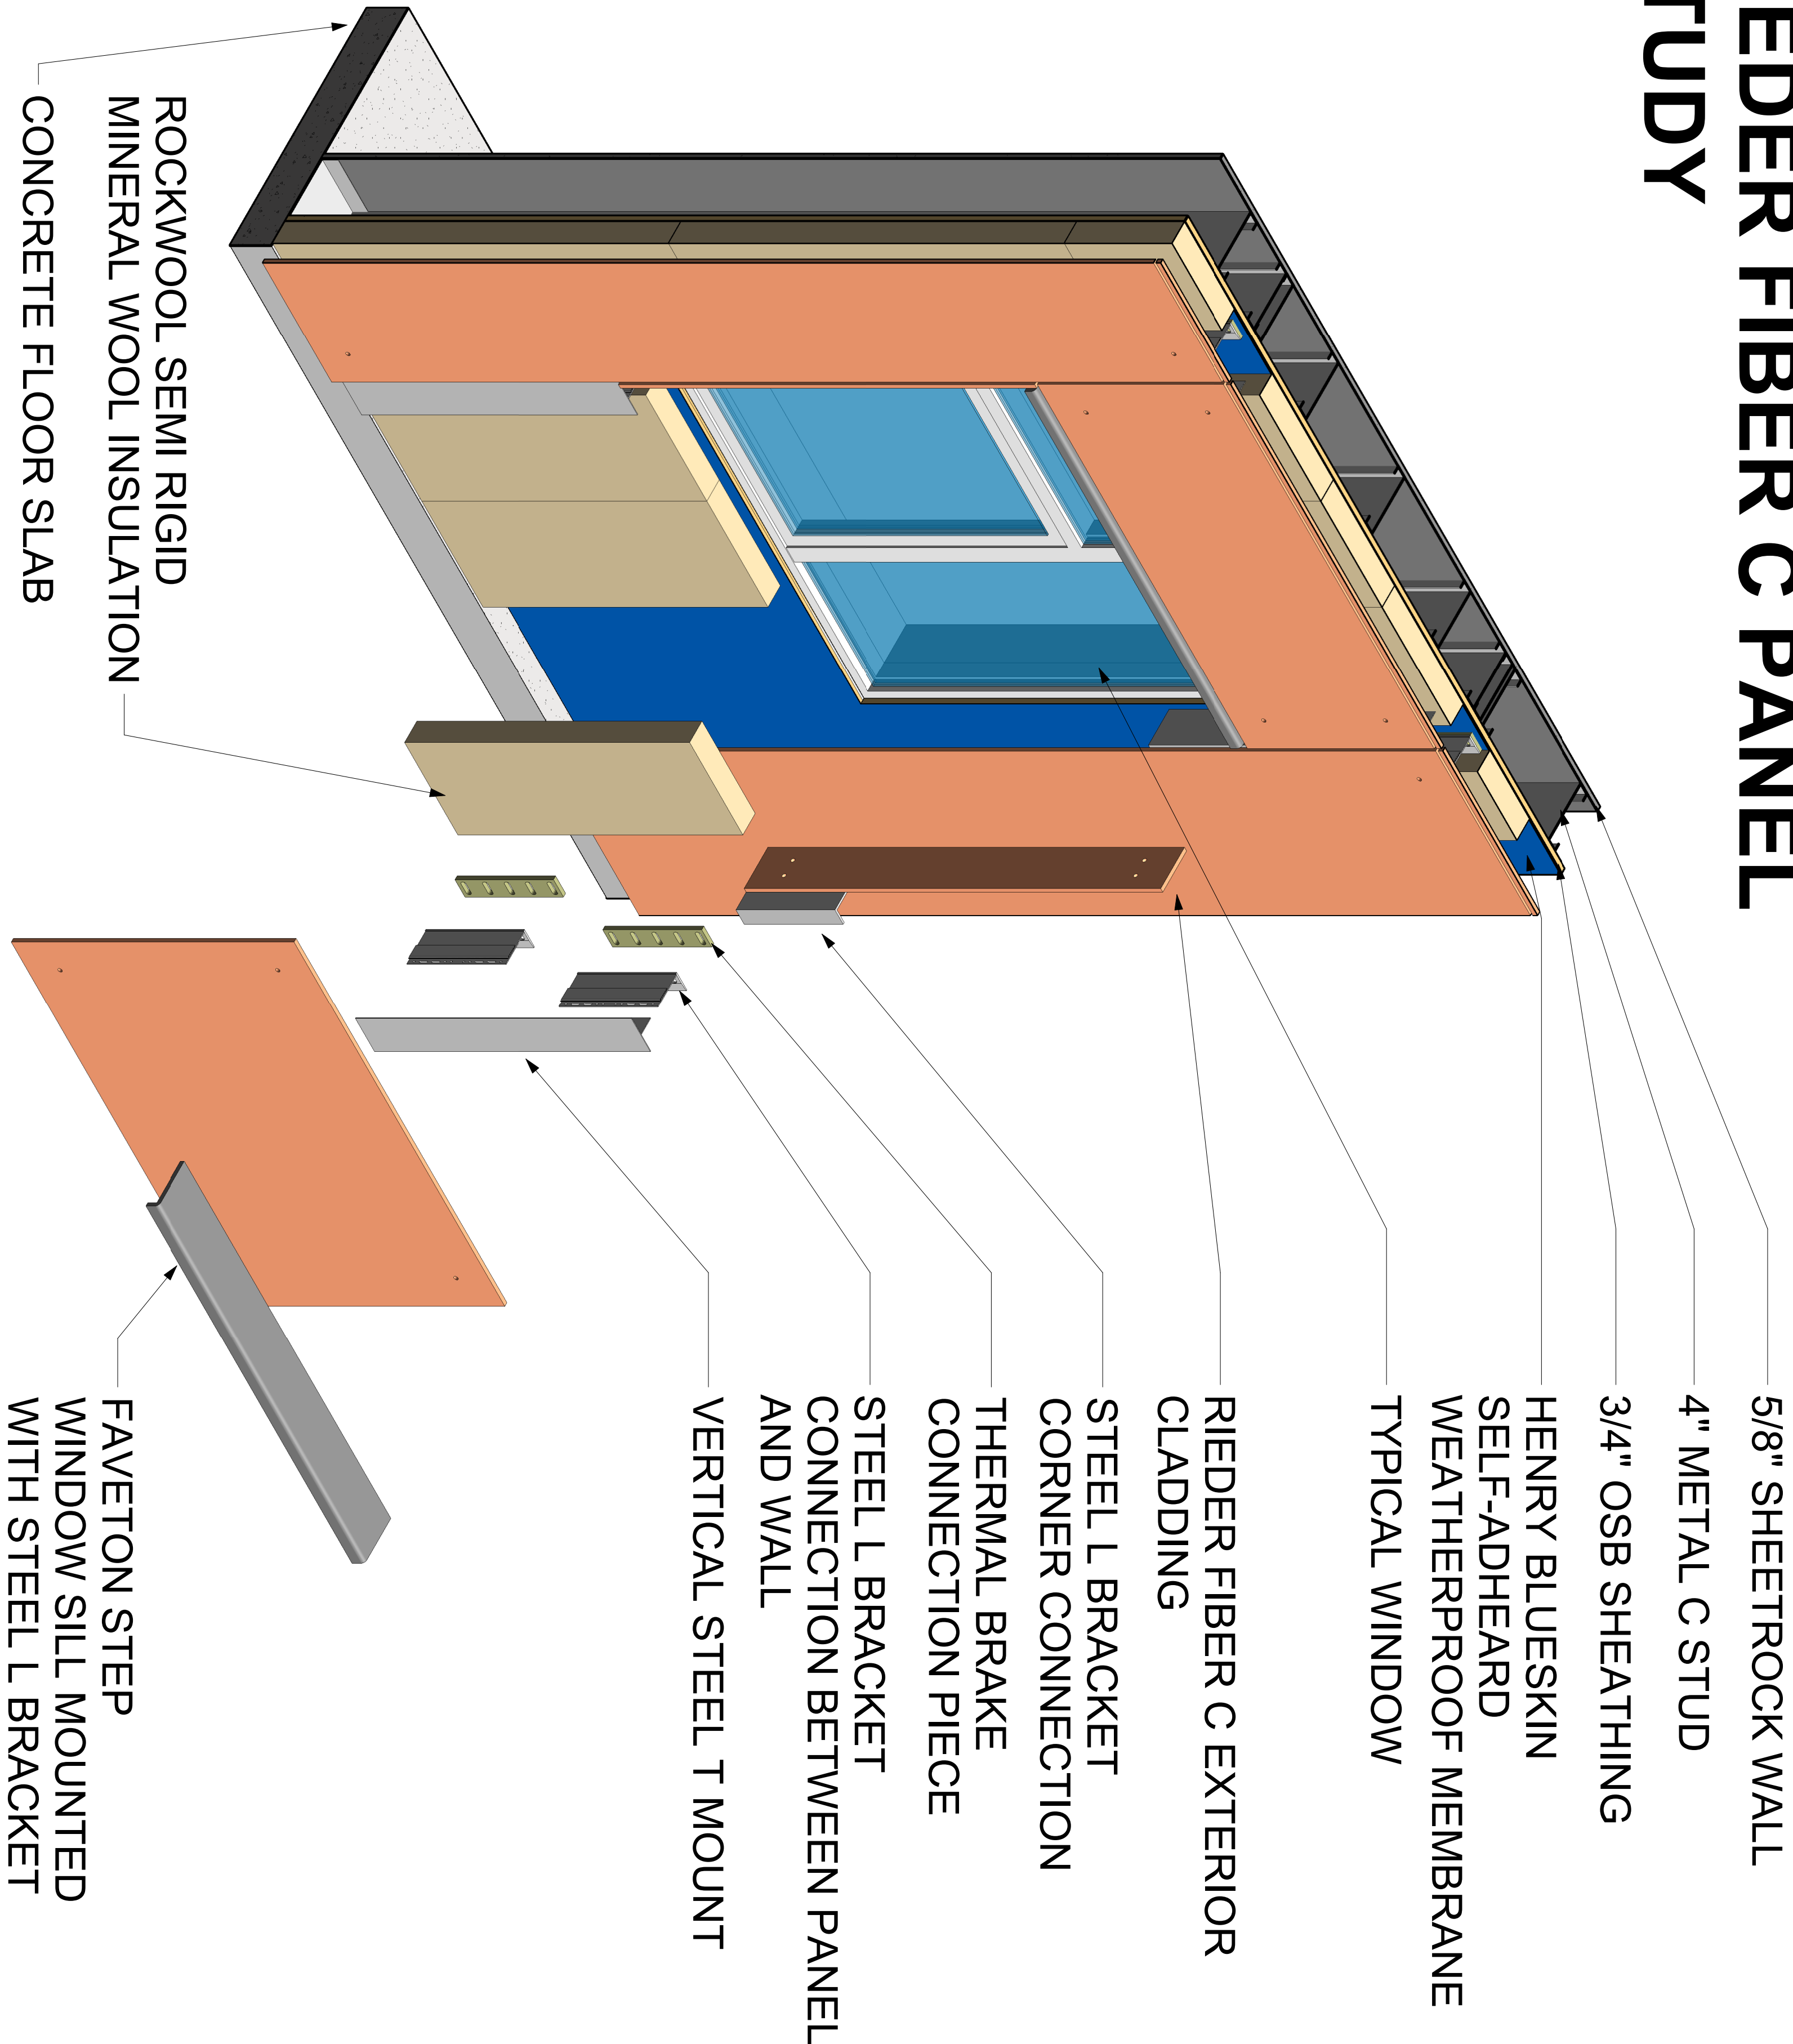 EDER FIBER C PANEL
TUDY
5/8" SHEETROCK WALL
4" METAL C STUD
3/4" OSB SHEATHING
HENRY BLUESKIN
SELF-ADHEARD
WEATHERPROOF MEMBRANE
TYPICAL WINDOW
RIEDER FIBER C EXTERIOR
CLADDING
STEEL L BRACKET
CORNER CONNECTION
THERMAL BRAKE
CONNECTION PIECE
STEEL L BRACKET
CONNECTION BETWEEN PANEL
AND WALL
VERTICAL STEEL T MOUNT
ROCKWOOL SEMI RIGID
MINERAL WOOL INSULATION
CONCRETE FLOOR SLAB
FAVETON STEP
WINDOW SILL MOUNTED
WITH STEEL L BRACKET